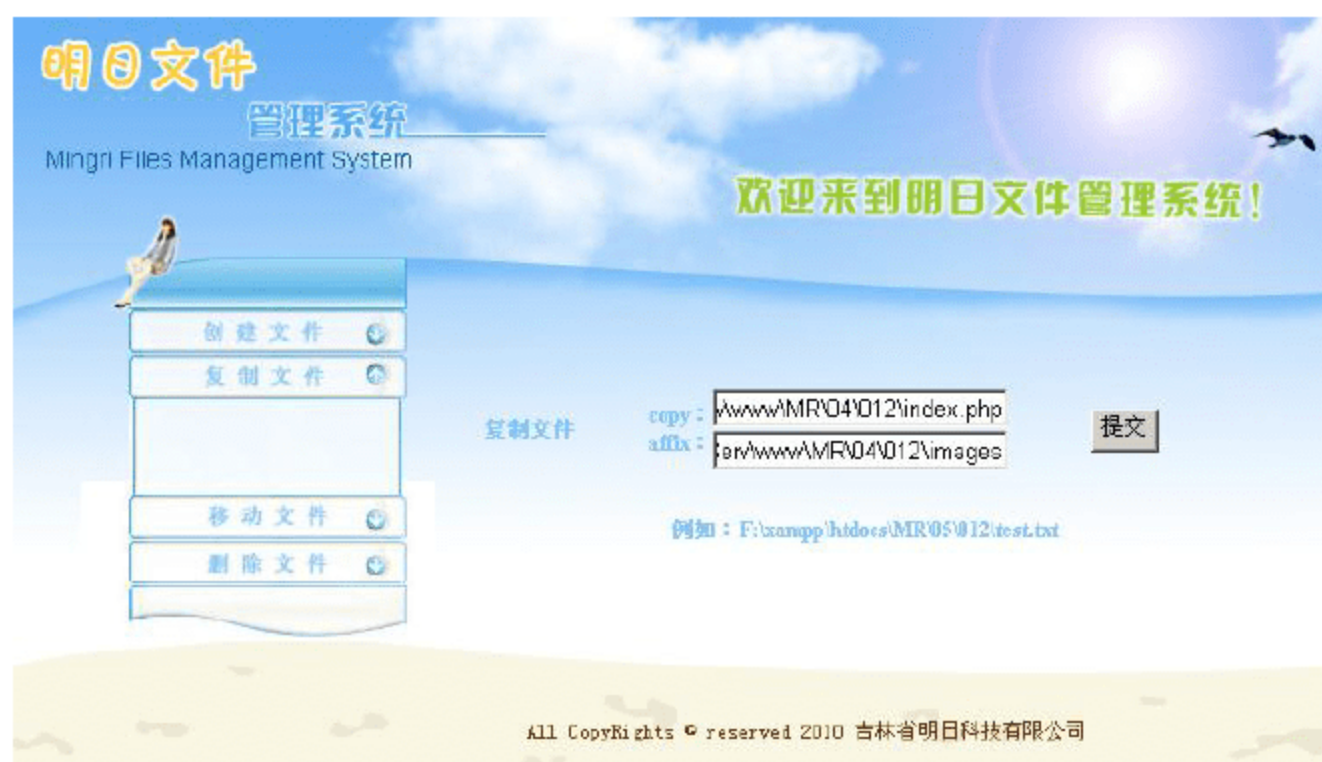 明日文件
管理系统
Mingri Files Management System
欢迎来到明日文件管理系统!
创建文件
复制文件
复制文件
copy：
\www\MR\04\012\index.php
提交
affix：
erv\www\MR\04\012\images
移动文件
例如：F:\xampp\htdocs\MR\05\012\test.txt
删除文件
All CopyRights © reserved 2010 吉林省明日科技有限公司